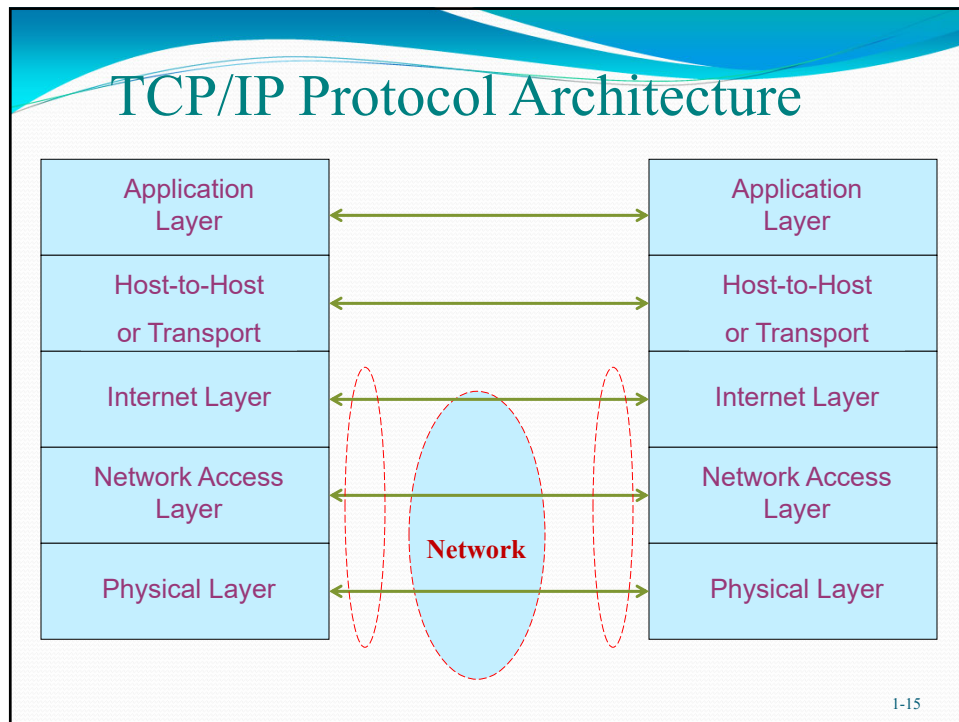 TCP/IP Protocol Architecture
Application
Layer
Host-to-Host
or Transport
Internet Layer
Network Access
Layer
Physical Layer
Network
Application
Layer
Host-to-Host
or Transport
Internet Layer
Network Access
Layer
Physical Layer
1-15